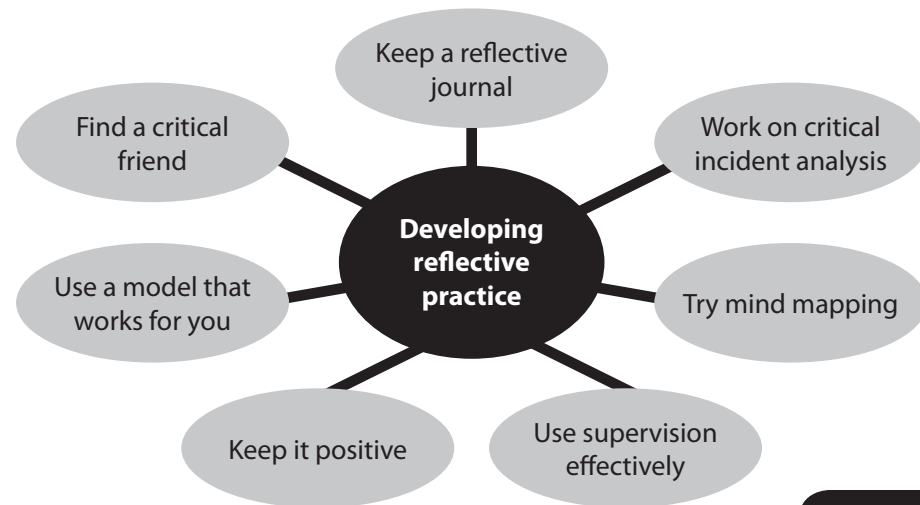 Keep a reflective
journal
Find a critical
friend
Work on critical
incident analysis
Developing
reflective
practice
Use a model that
works for you
Try mind mapping
Keep it positive
Use supervision
effectively